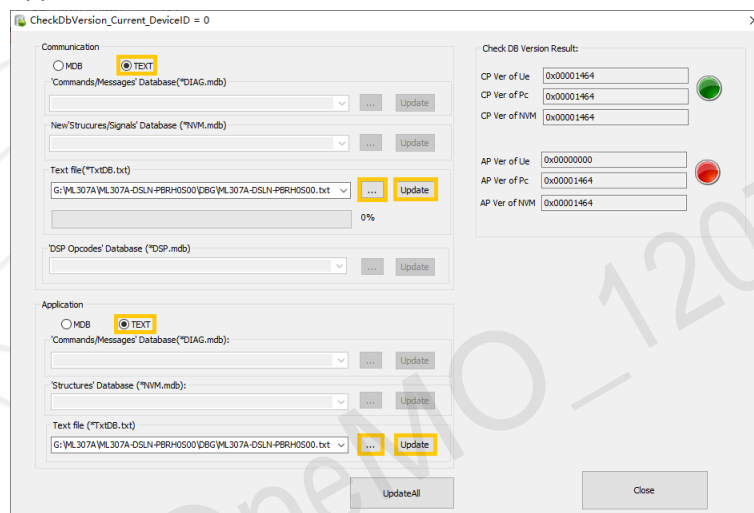 CheckDbVersion_Current_DeviceID = 0
Communication
MDB TEXT
'Commands/Messages' Database(*DIAG.mdb)
... Update
New'Strucures/Signals' Database (*NVM.mdb)
... Update
Text file(*TxtDB.txt)
G:\ML307A\ML307A-DSLN-PBRH0S00\DBG\ML307A-DSLN-PBRH0S00.txt ... Update
0%
'DSP Opcodes' Database (*DSP.mdb)
... Update
Application
MDB TEXT
'Commands/Messages' Database(*DIAG.mdb):
... Update
'Structures' Database (*NVM.mdb):
... Update
Text file (*TxtDB.txt)
G:\ML307A\ML307A-DSLN-PBRH0S00\DBG\ML307A-DSLN-PBRH0S00.txt ... Update
UpdateAll
Check DB Version Result:
CP Ver of Ue 0x00001464
CP Ver of Pc 0x00001464
CP Ver of NVM 0x00001464
AP Ver of Ue 0x00000000
AP Ver of Pc 0x00001464
AP Ver of NVM 0x00001464
Close